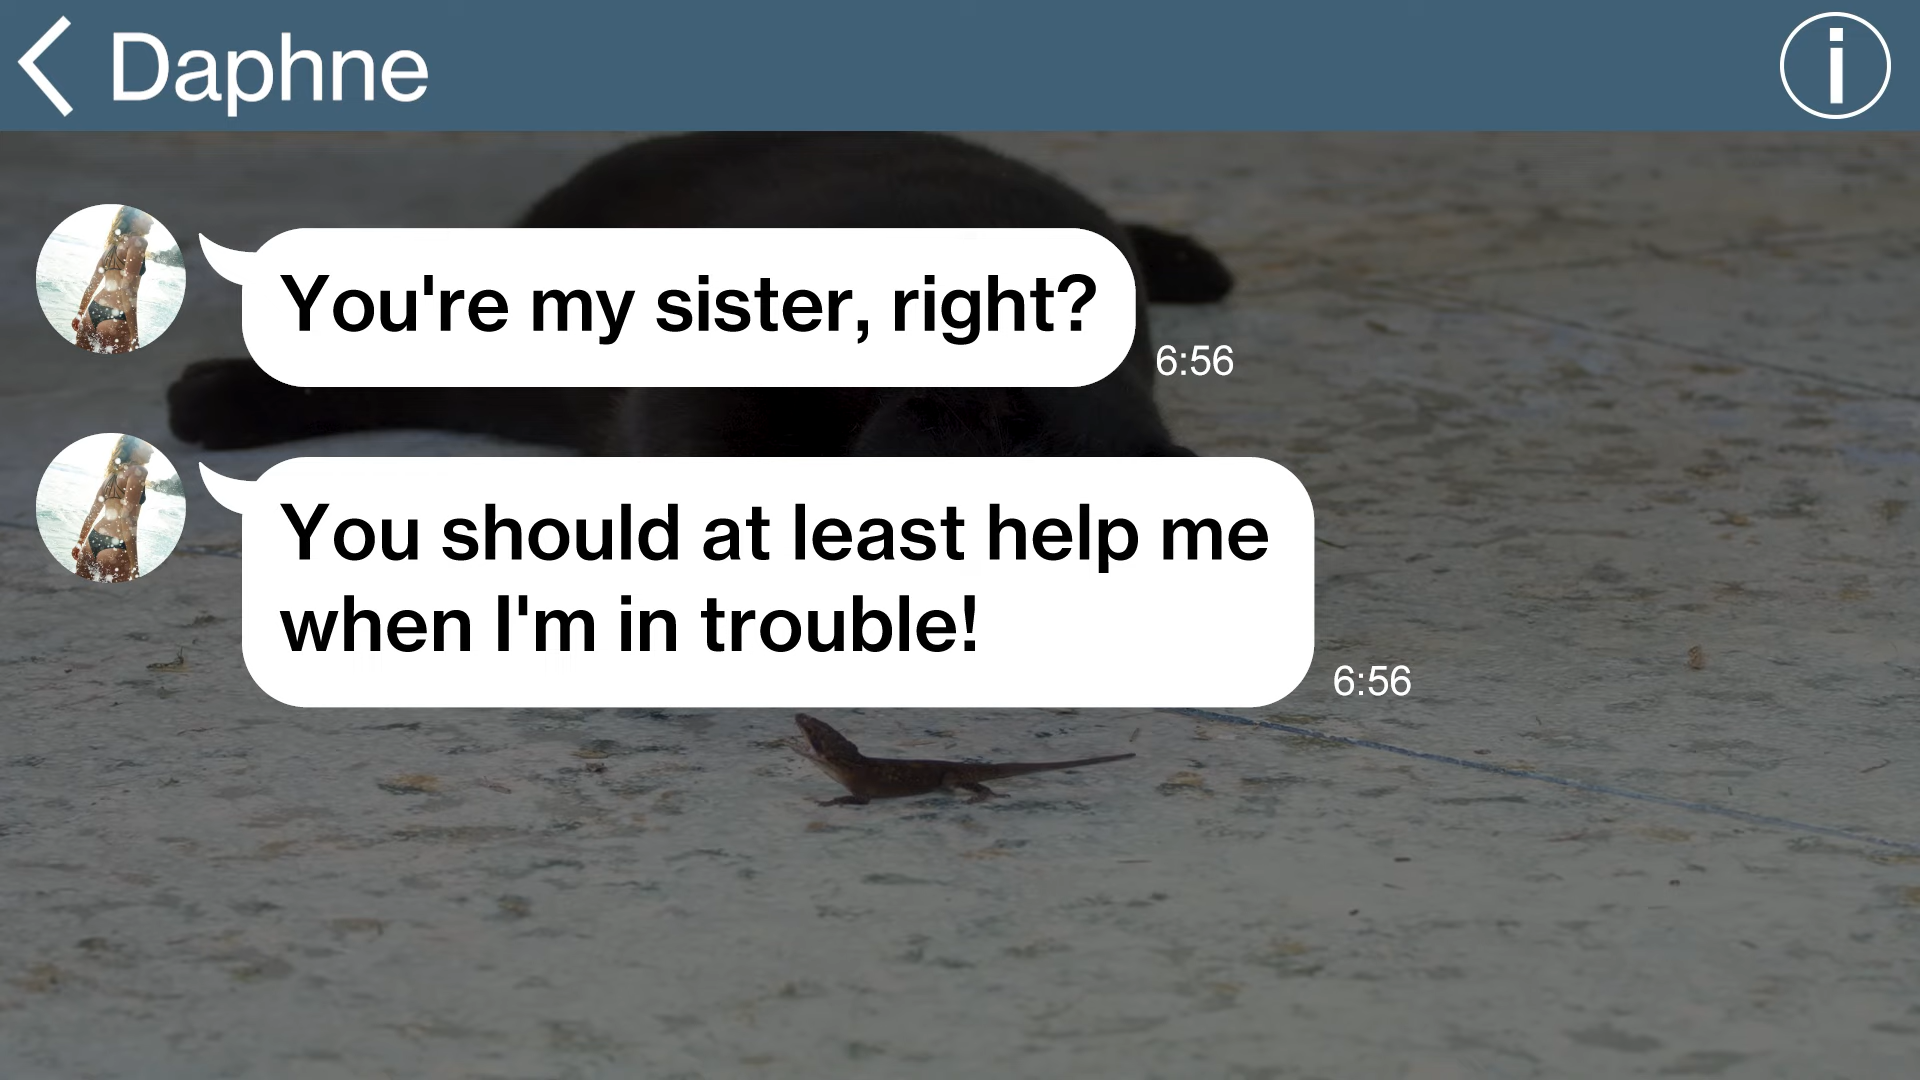 Daphne
You're my sister, right?
6:56
You should at least help me
when I'm in trouble!
6:56